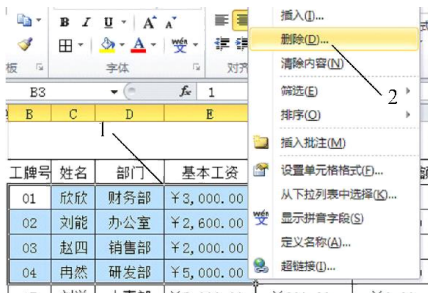 插入(I)...
B I U A A
删除(D)...
清除内容(N)
板 字体 对齐
筛选(E)
2
B3 fx 1
排序(O)
B C D E
1
插入批注(M)
工牌号 姓名 部门 基本工资
设置单元格格式(F)...
01 欣欣 财务部 ￥3,000.00
从下拉列表中选择(K)...
02 刘能 办公室 ￥2,600.00
wén 显示拼音字段(S)
03 赵四 销售部 ￥2,000.00
定义名称(A)...
04 冉然 研发部 ￥5,000.00
超链接(I)...